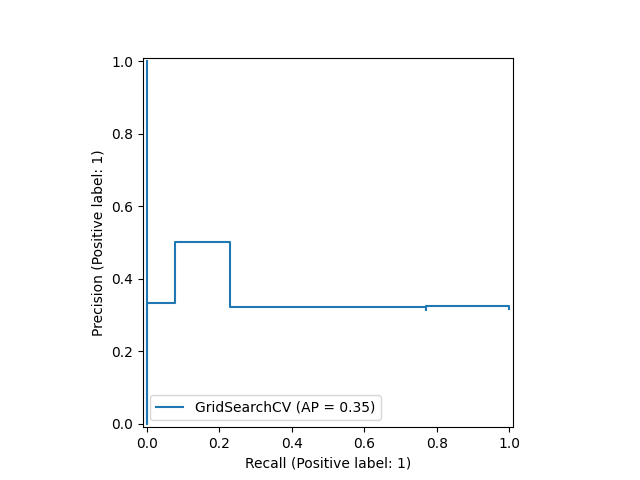 1.0
0.8
0.6
0.4
0.2
0.0
Precision (Positive label: 1)
GridSearchCV (AP = 0.35)
0.0 0.2 0.4 0.6 0.8 1.0
Recall (Positive label: 1)